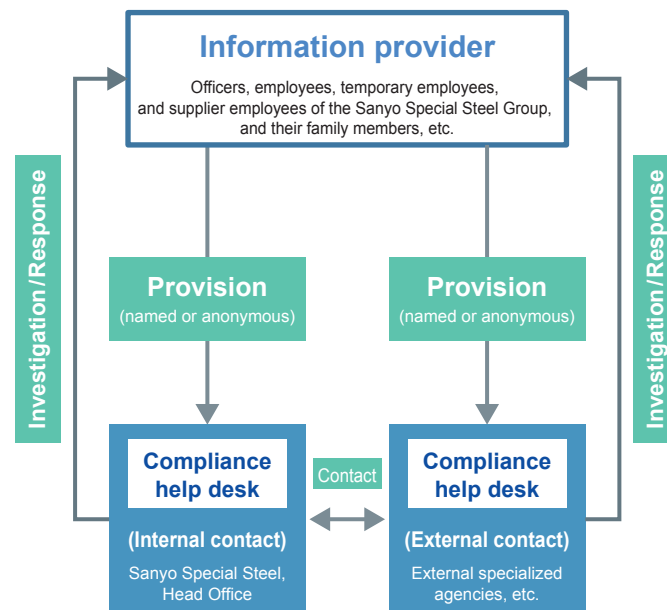 Information provider
Officers, employees, temporary employees,
and supplier employees of the Sanyo Special Steel Group,
and their family members, etc.
Investigation/Response
Investigation/Response
Provision
(named or anonymous)
Provision
(named or anonymous)
Compliance
help desk
(Internal contact)
Sanyo Special Steel,
Head Office
Contact
Compliance
help desk
(External contact)
External specialized
agencies, etc.